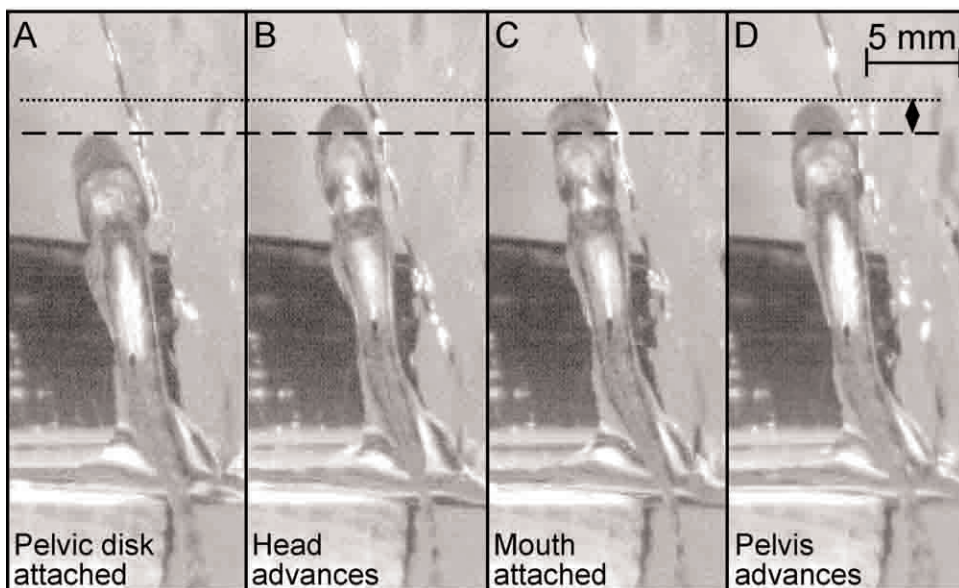 A
B
C
D
5 mm
Pelvic disk
attached
Head
advances
Mouth
attached
Pelvis
advances